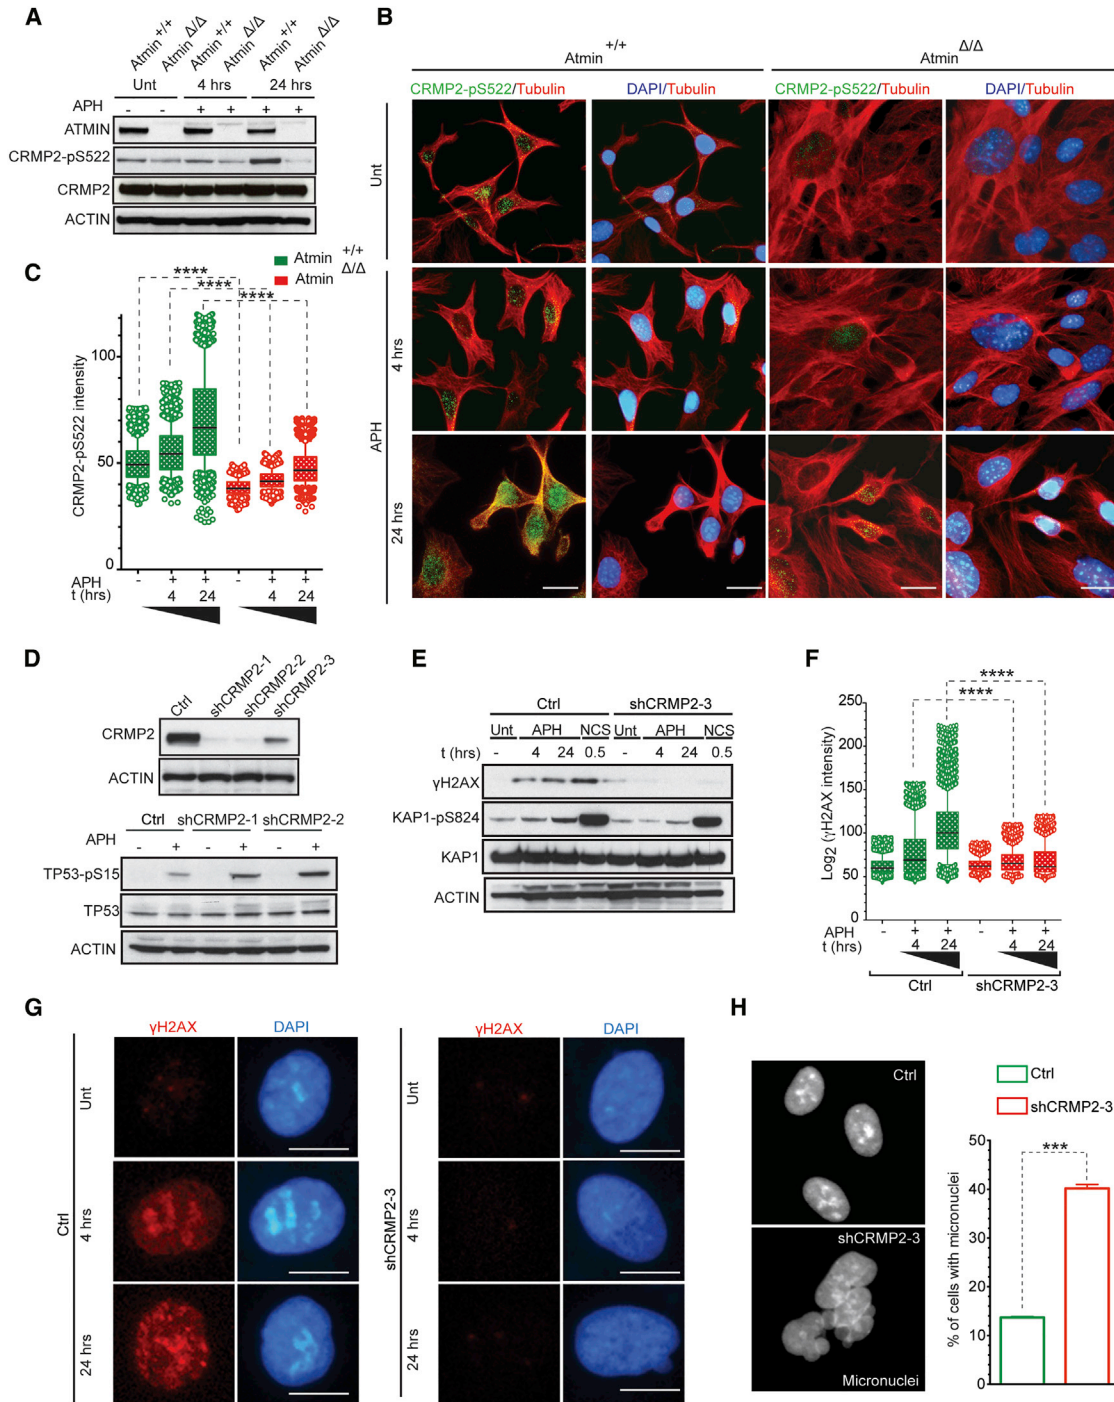 A
Atmin+/+ Atmin Δ/Δ Atmin+/+ Atmin Δ/Δ Atmin+/+ Atmin Δ/Δ
Unt 4 hrs 24 hrs
APH - - + + + +
ATMIN
CRMP2-pS522
CRMP2
ACTIN
B
Atmin +/+ Atmin Δ/Δ
CRMP2-pS522/Tubulin DAPI/Tubulin CRMP2-pS522/Tubulin DAPI/Tubulin
Unt
4 hrs
24 hrs
APH
C
Atmin +/+
Atmin Δ/Δ
**** **** ****
CRMP2-pS522 intensity
100
50
0
APH - + + - + +
t (hrs) 4 24 4 24
D
Ctrl shCRMP2-1 shCRMP2-2 shCRMP2-3
CRMP2
ACTIN
Ctrl shCRMP2-1 shCRMP2-2
APH - + - + - +
TP53-pS15
TP53
ACTIN
E
Ctrl shCRMP2-3
Unt APH NCS Unt APH NCS
t (hrs) - 4 24 0.5 - 4 24 0.5
γH2AX
KAP1-pS824
KAP1
ACTIN
F
****
****
Log2 (γH2AX intensity)
250
200
150
100
50
0
APH - + + - + +
t (hrs) 4 24 4 24
Ctrl shCRMP2-3
G
γH2AX DAPI γH2AX DAPI
Ctrl
Unt
4 hrs
24 hrs
shCRMP2-3
Unt
4 hrs
24 hrs
H
Ctrl
shCRMP2-3
Micronuclei
Ctrl
shCRMP2-3
***
% of cells with micronuclei
50
40
30
20
10
0